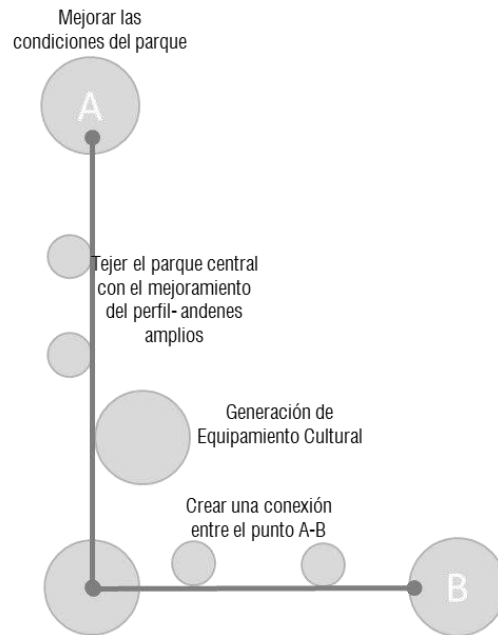 Mejorar las
condiciones del parque
A
Tejer el parque central
con el mejoramiento
del perfil- andenes
amplios
Generación de
Equipamiento Cultural
Crear una conexión
entre el punto A-B
B